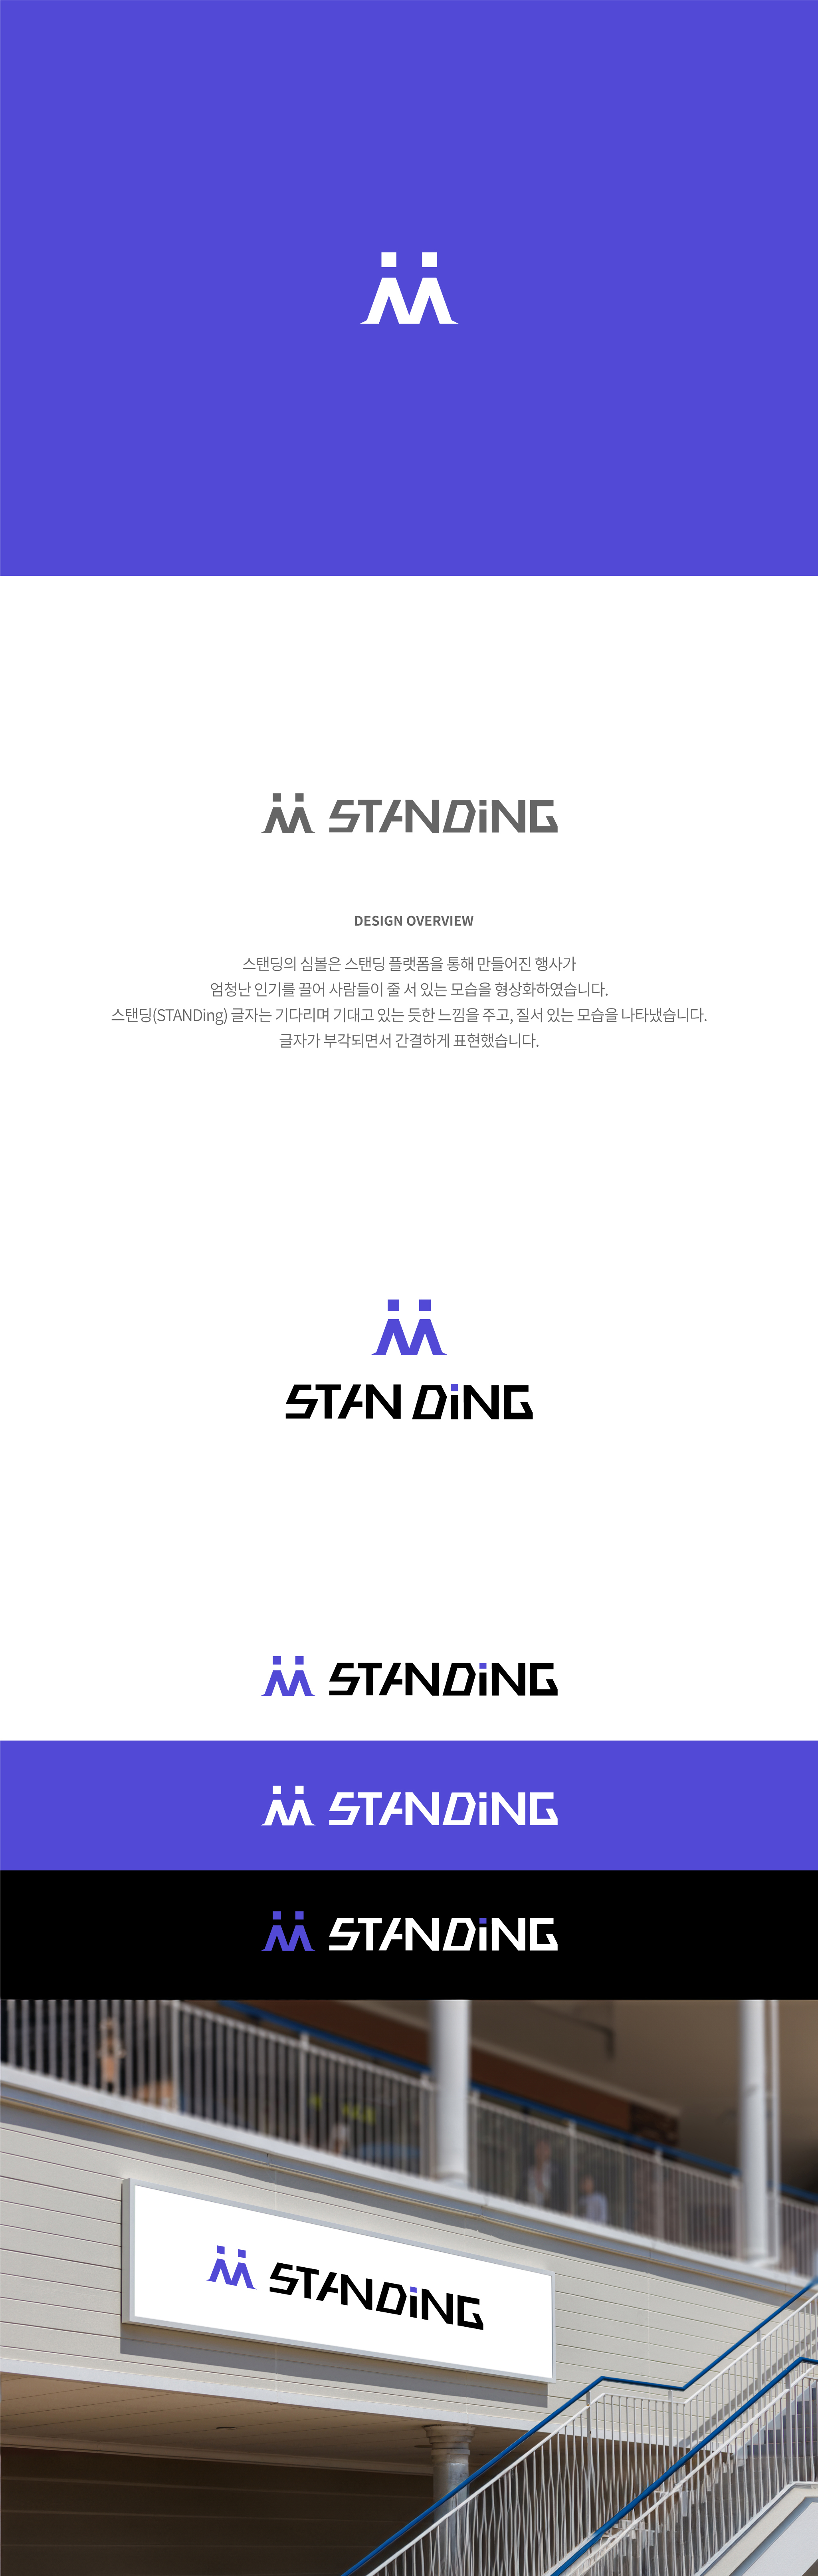 STANDiNG
DESIGN OVERVIEW
스탠딩의 심볼은 스탠딩 플랫폼을 통해 만들어진 행사가
엄청난 인기를 끌어 사람들이 줄 서 있는 모습을 형상화하였습니다.
스탠딩(STANDing) 글자는 기다리며 기대고 있는 듯한 느낌을 주고, 질서 있는 모습을 나타냈습니다.
글자가 부각되면서 간결하게 표현했습니다.
STAN DiNG
STANDiNG
STANDiNG
STANDiNG
STANDiNG